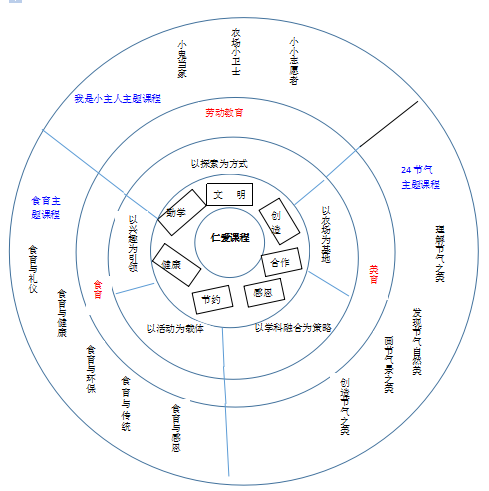 小鬼当家
农场小卫士
小小志愿者
我是小主人主题课程
劳动教育
24节气
主题课程
以探索为方式
文 明
勤学
创造
食育主
题课程
以兴趣为引领
仁爱课程
以农场为基地
理解节气之美
食育与礼仪
健康
合作
美育
食育
食育与健康
节约
感恩
发现节气自然美
以活动为载体
以学科融合为策略
圆节气景之美
食育与环保
食育与传统
创造节气之美
食育与感恩